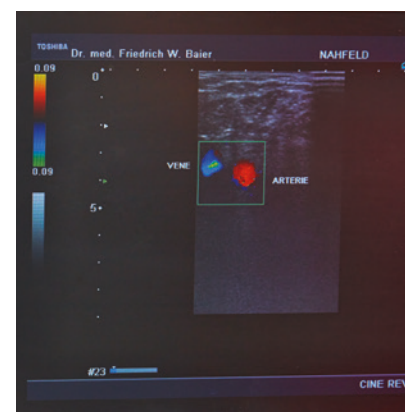 TOSHIBA
Dr. med. Friedrich W. Baier
NAHFELD
0.09
0
VENE
0.09
ARTERIE
5
#23
CINE REV